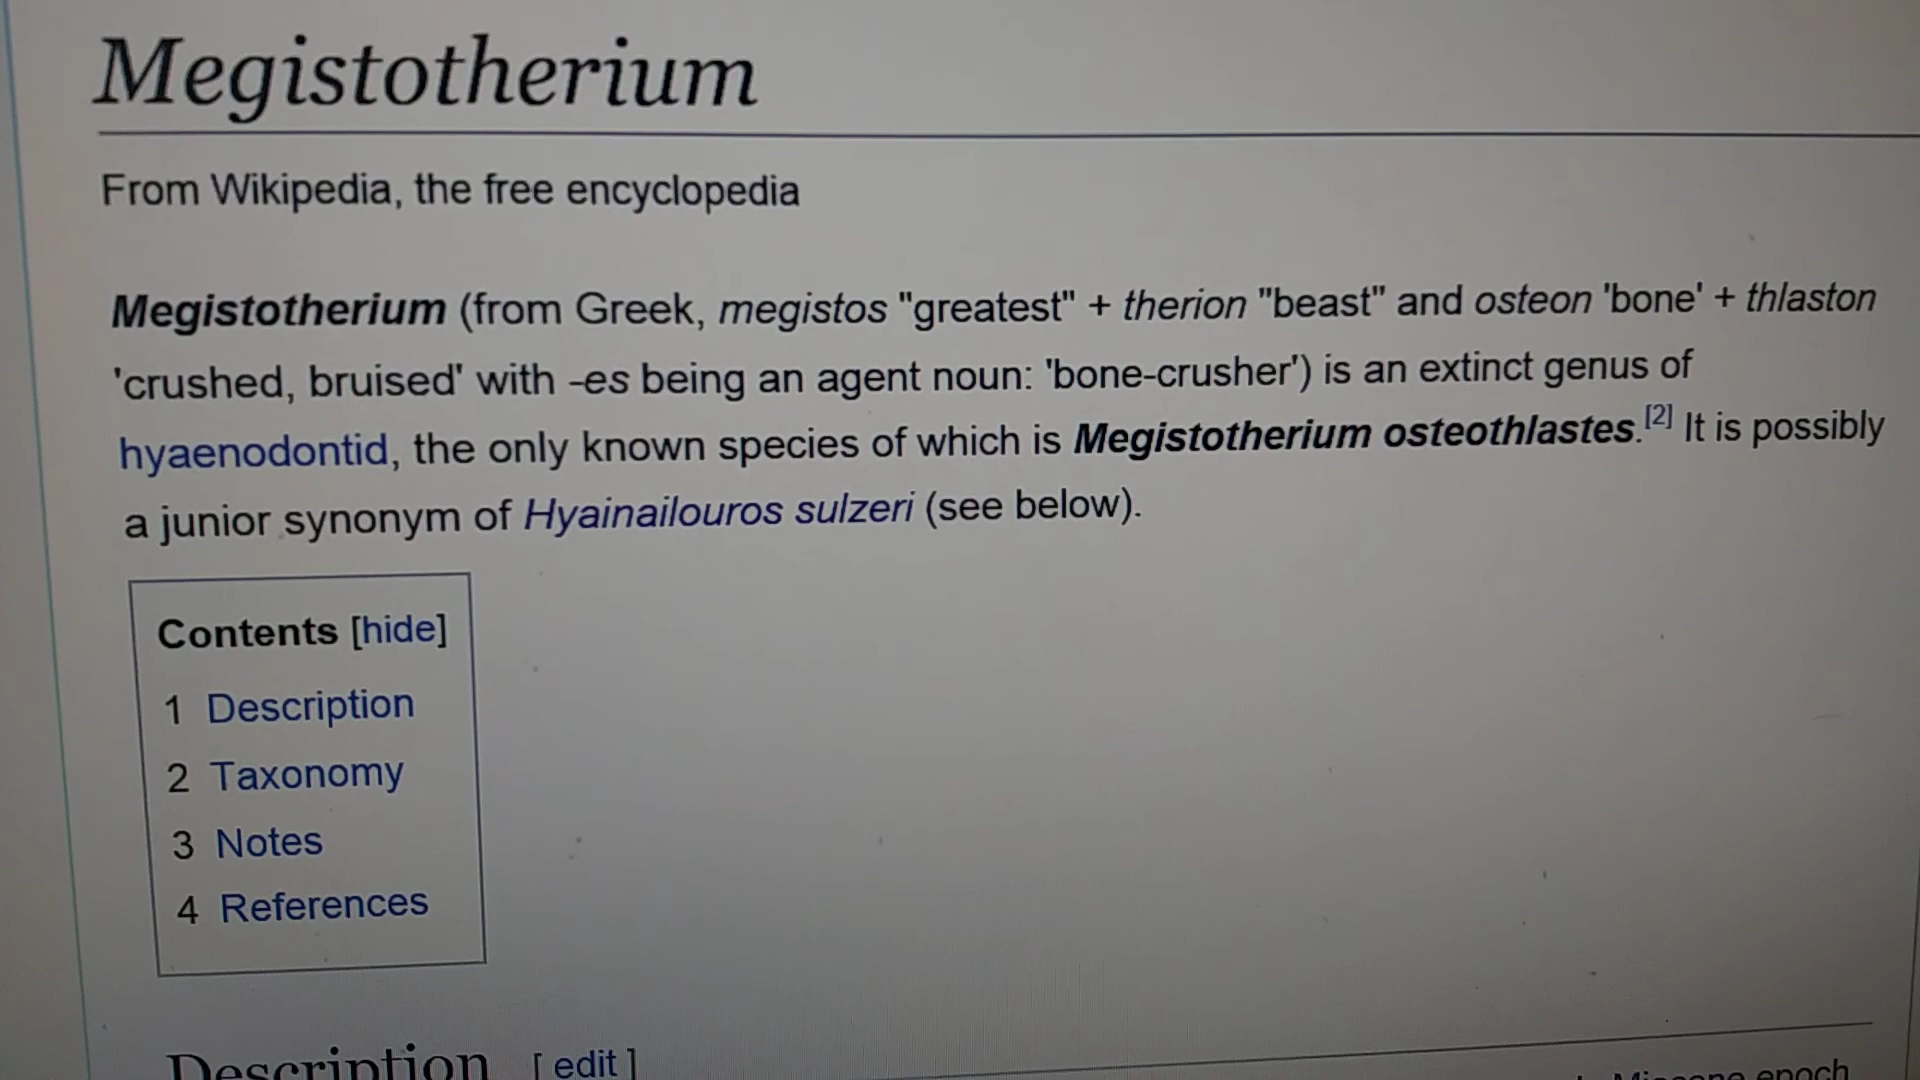 Megistotherium
From Wikipedia, the free encyclopedia
Megistotherium (from Greek, megistos "greatest" + therion "beast" and osteon 'bone' + thlaston
'crushed, bruised' with -es being an agent noun: 'bone-crusher') is an extinct genus of
hyaenodontid, the only known species of which is Megistotherium osteothlastes.[2] It is possibly
a junior synonym of Hyainailouros sulzeri (see below).
Contents [hide]
1 Description
2 Taxonomy
3 Notes
4 References
Description [ edit ]
Miocene epoch